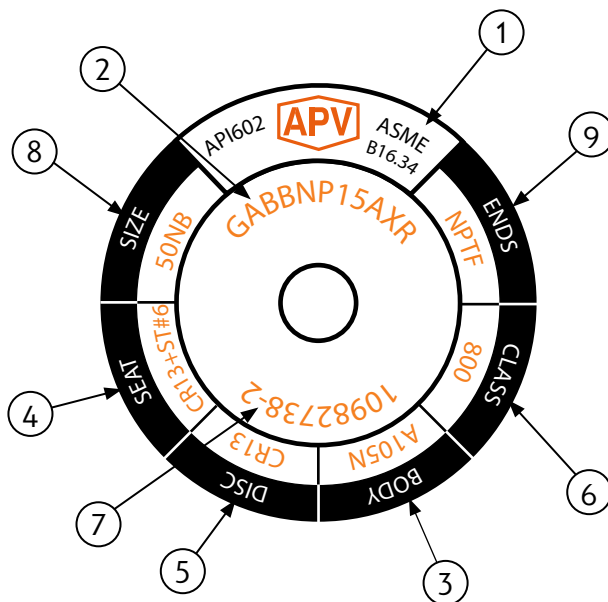 1
2
API602
APV
ASME
B16.34
8
9
SIZE
50NB
GABBNP15AXR
NPTF
ENDS
SEAT
CR13+ST#6
10982738-2
800
CLASS
4
DISC
CR13
A105N
BODY
6
7
5
3